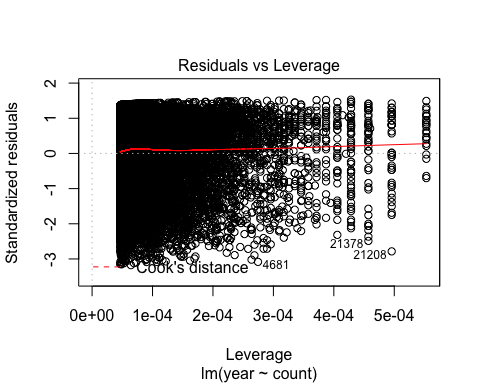 Residuals vs Leverage
Standardized residuals
2
1
0
-1
-2
-3
Cook's distance
4681
21378
21208
0e+00 1e-04 2e-04 3e-04 4e-04 5e-04
Leverage
lm(year ~ count)